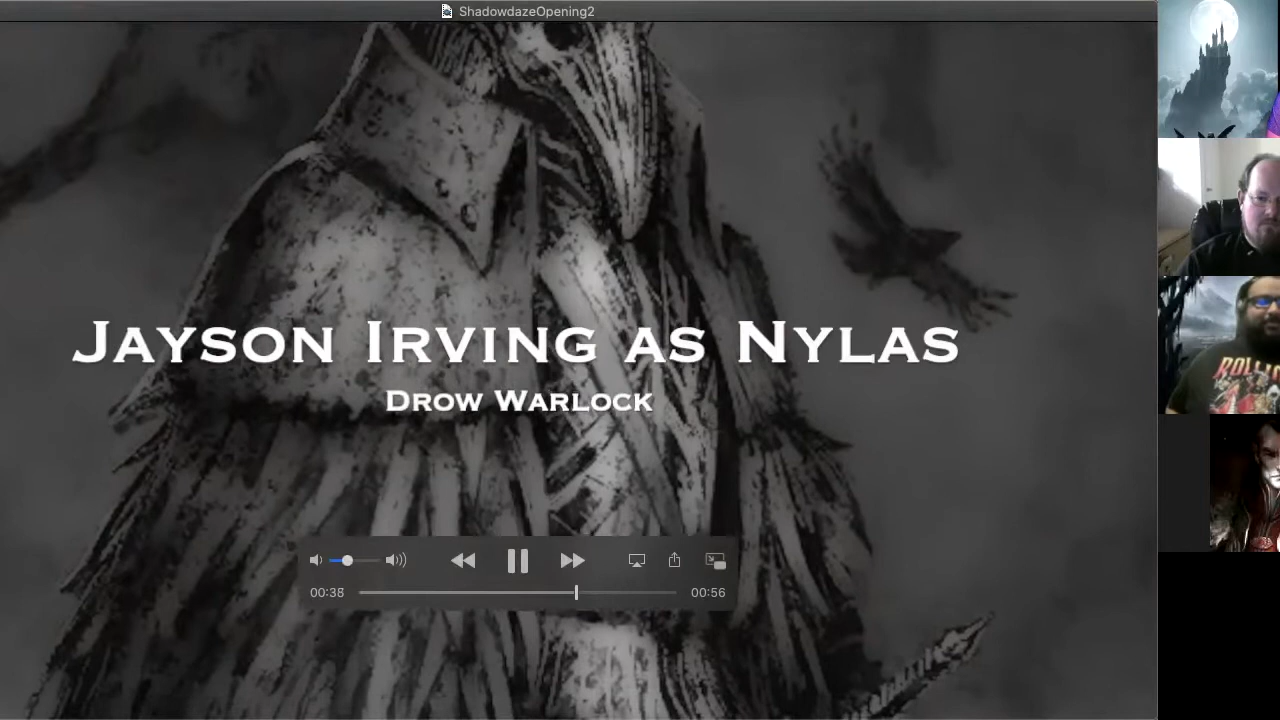 ShadowdazeOpening2
Jayson Irving as Nylas
Drow Warlock
00:38
00:56